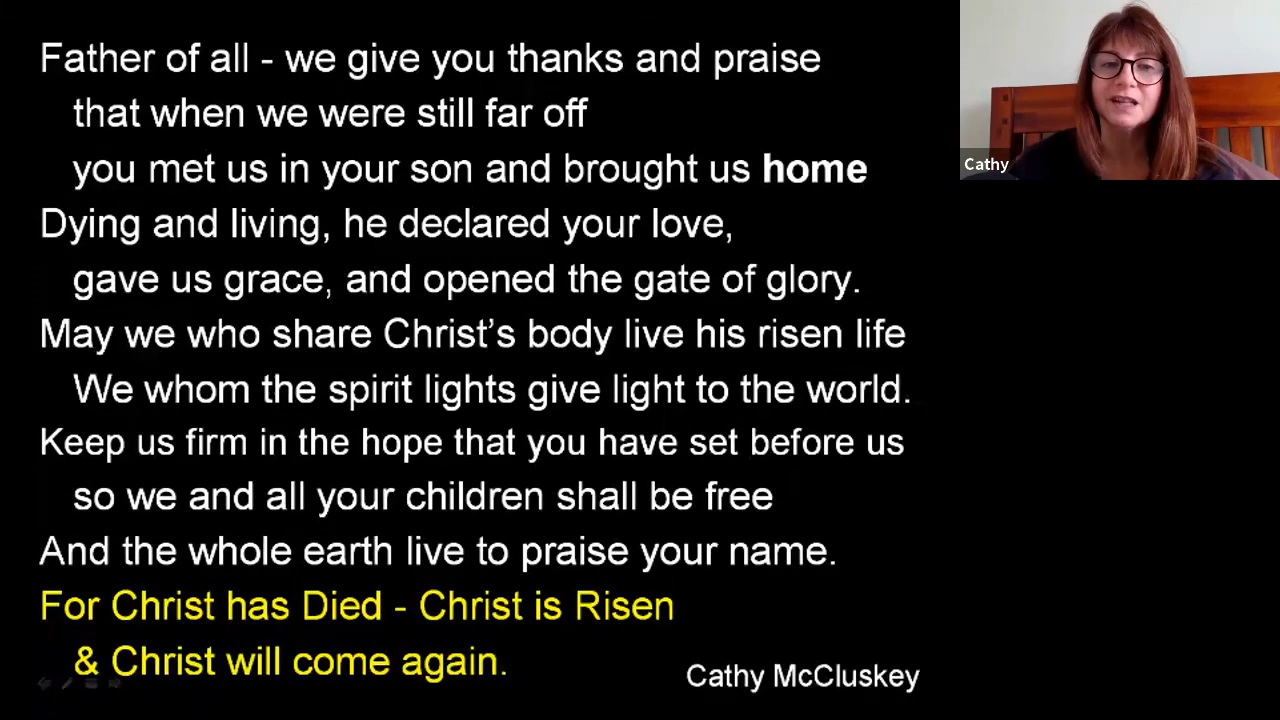 Father of all - we give you thanks and praise
that when we were still far off
you met us in your son and brought us home
Dying and living, he declared your love,
gave us grace, and opened the gate of glory.
May we who share Christ's body live his risen life
We whom the spirit lights give light to the world.
Keep us firm in the hope that you have set before us
so we and all your children shall be free
And the whole earth live to praise your name.
For Christ has Died - Christ is Risen
& Christ will come again.
Cathy McCluskey
Cathy